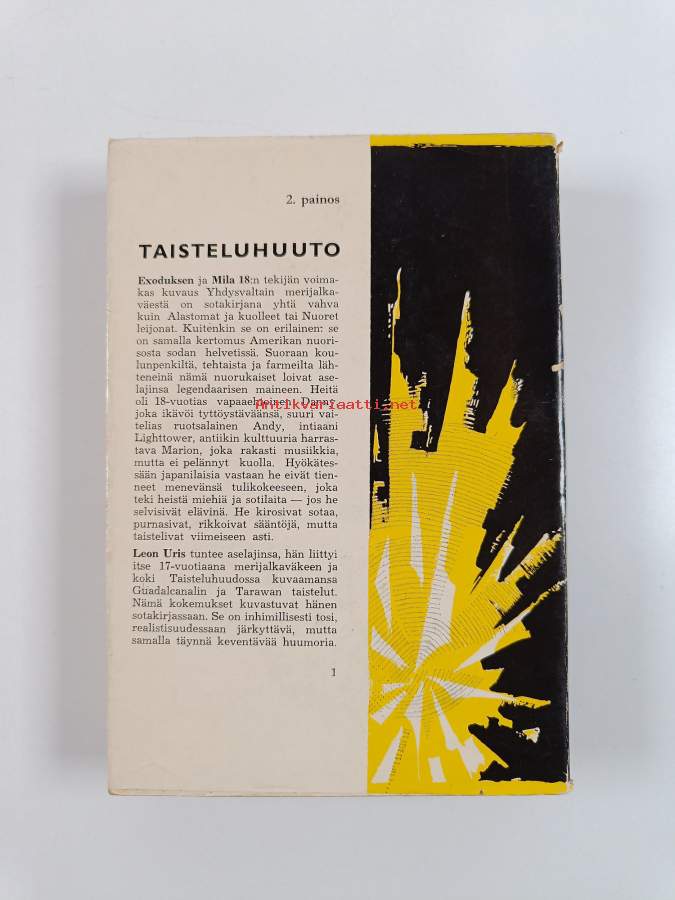 2. painos
TAISTELUHUUTO
Exoduksen ja Mila 18:n tekijän voima-
kas kuvaus Yhdysvaltain merijalka-
väestä on sotakirjana yhtä vahva
kuin Alastomat ja kuolleet tai Nuoret
leijonat. Kuitenkin se on erilainen: se
on samalla kertomus Amerikan nuori-
sosta sodan helvetissä. Suoraan kou-
lunpenkiltä, tehtaista ja farmeilta läh-
teneinä nämä nuorukaiset loivat ase-
lajinsa legendaarisen maineen. Heitä
oli 18-vuotias vapaaehtoinen Danny,
Antikvariaatti.net
joka ikävöi tyttöystäväänsä, suuri vai-
telias ruotsalainen Andy, intiaani
Lighttower, antiikin kulttuuria harras-
tava Marion, joka rakasti musiikkia,
mutta ei pelännyt kuolla. Hyökätes-
sään japanilaisia vastaan he eivät tien-
neet menevänsä tulikokeeseen, joka
teki heistä miehiä ja sotilaita — jos he
selvisivät elävinä. He kirosivat sotaa,
purnasivat, rikkoivat sääntöjä, mutta
taistelivat viimeiseen asti.
Leon Uris tuntee aselajinsa, hän liittyi
itse 17-vuotiaana merijalkaväkeen ja
koki Taisteluhuudossa kuvaamansa
Guadalcanalin ja Tarawan taistelut.
Nämä kokemukset kuvastuvat hänen
sotakirjassaan. Se on inhimillisesti tosi,
realistisuudessaan järkyttävä, mutta
samalla täynnä keventävää huumoria.
1